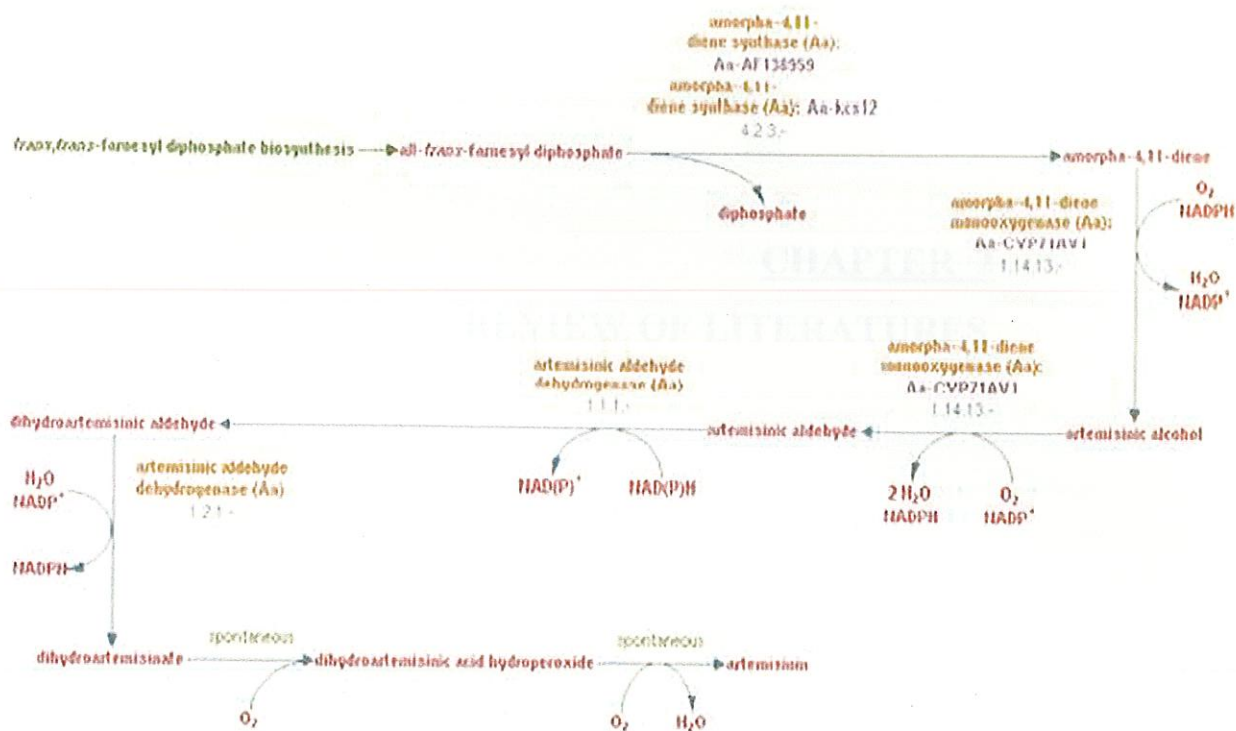 amorpha-4,11-
diene synthase (Aa):
Aa-AF138959
amorpha-4,11-
diene synthase (Aa): Aa-kcs12
4.2.3.-
trans,trans-farnesyl diphosphate biosynthesis
all-trans-farnesyl diphosphate
amorpha-4,11-diene
diphosphate
amorpha-4,11-diene
monooxygenase (Aa):
Aa-CYP71AV1
1.14.13.-
O2
NADPH
H2O
NADP+
CHAPTER
REVIEW OF LITERATURES
artemisinic aldehyde
dehydrogenase (Aa)
1.1.1.-
amorpha-4,11-diene
monooxygenase (Aa):
Aa-CYP71AV1
1.14.13.-
dihydroartemisinic aldehyde
artemisinic aldehyde
artemisinic alcohol
NAD(P)+
NAD(P)H
2 H2O
NADPH
O2
NADP+
H2O
NADP+
artemisinic aldehyde
dehydrogenase (Aa)
1.2.1.-
NADPH
dihydroartemisinate
spontaneous
dihydroartemisinic acid hydroperoxide
spontaneous
artemisinin
O2
O2
H2O